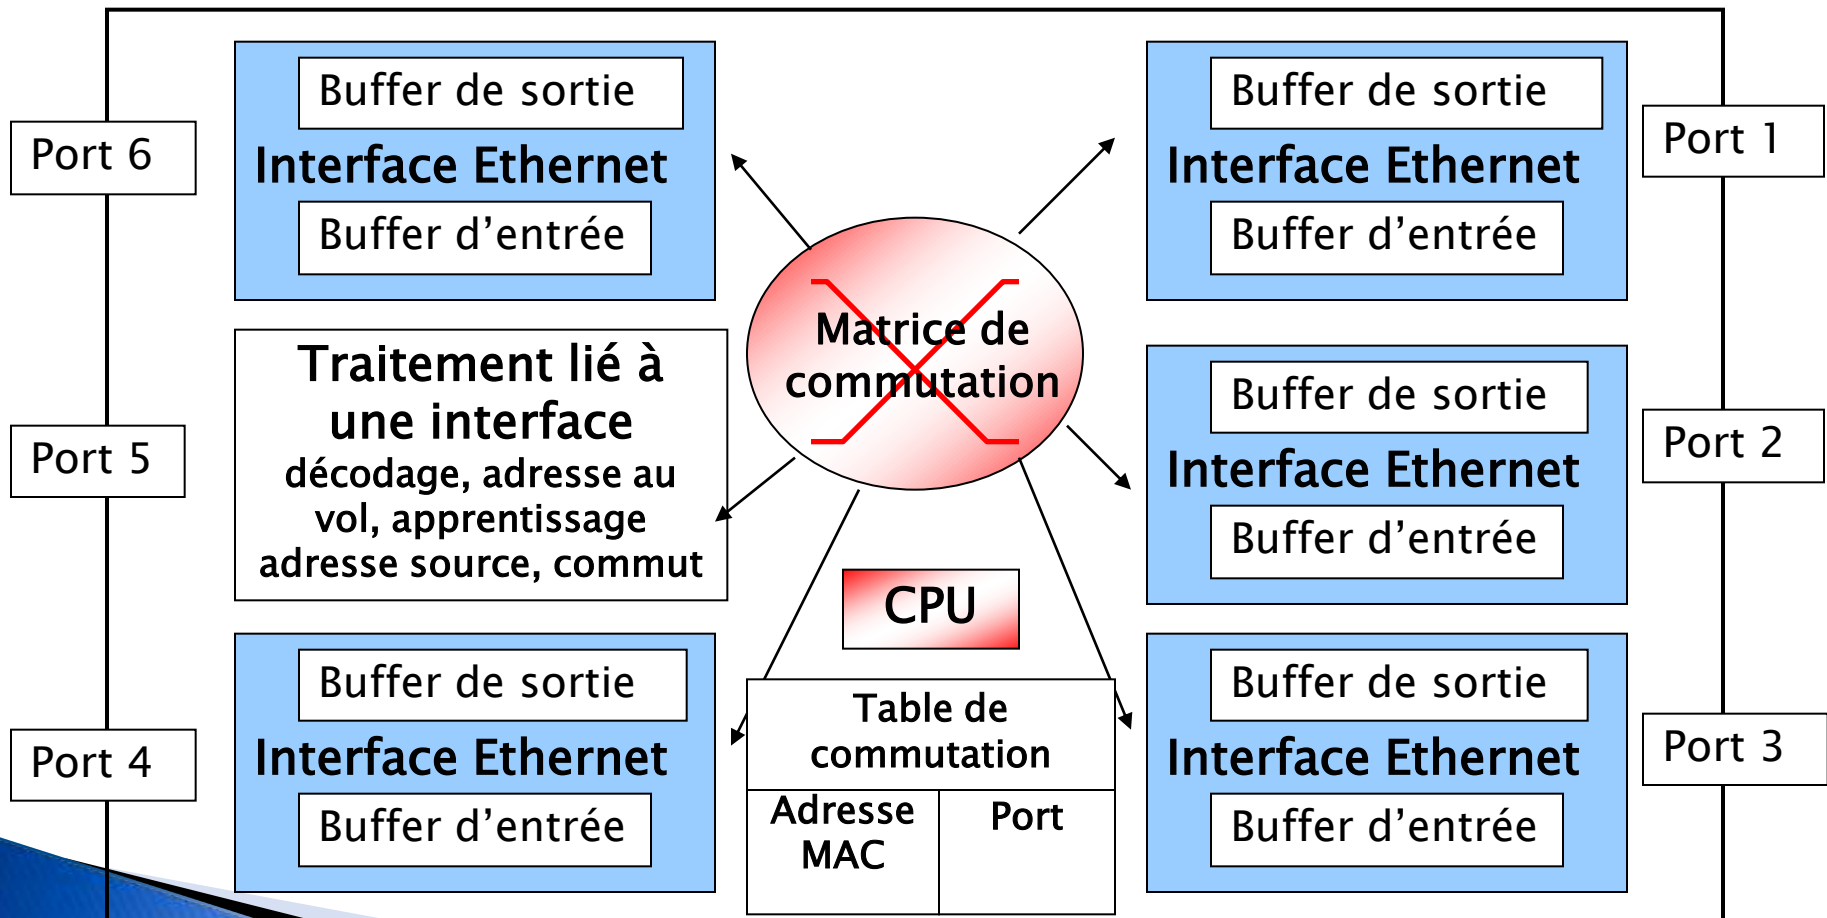 Port 6
Buffer de sortie
Interface Ethernet
Buffer d'entrée
Buffer de sortie
Interface Ethernet
Buffer d'entrée
Port 1
Matrice de
commutation
Port 5
Traitement lié à
une interface
décodage, adresse au
vol, apprentissage
adresse source, commut
Buffer de sortie
Interface Ethernet
Buffer d'entrée
Port 2
CPU
Port 4
Buffer de sortie
Interface Ethernet
Buffer d'entrée
Table de
commutation
Adresse
MAC
Port
Buffer de sortie
Interface Ethernet
Buffer d'entrée
Port 3